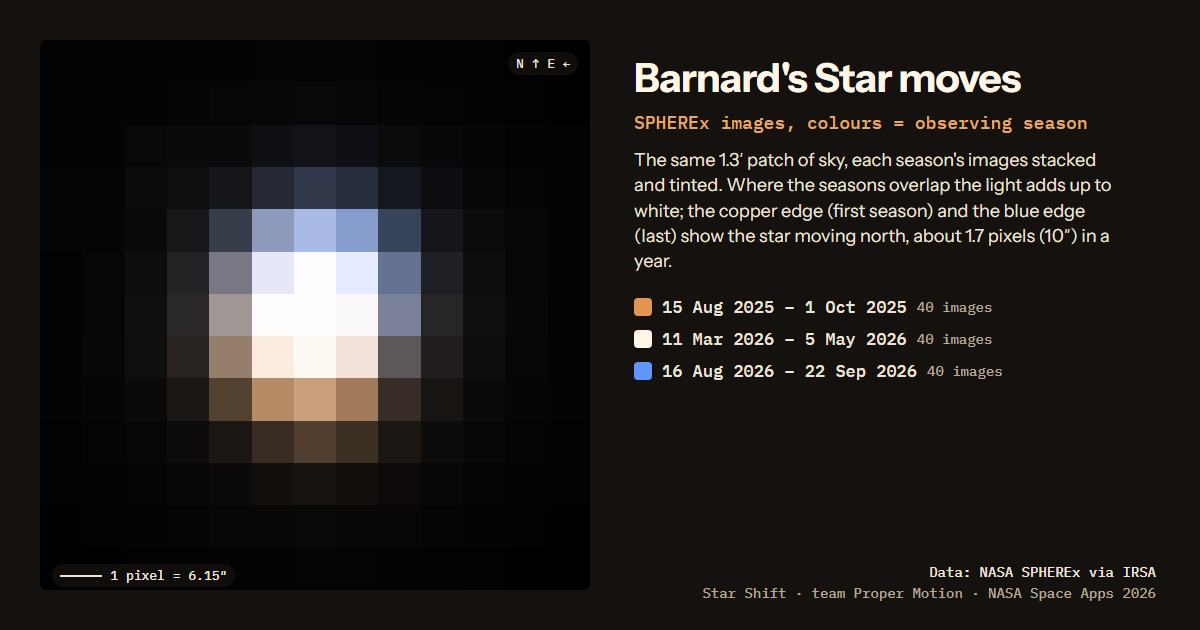 N ↑ E ←
Barnard's Star moves
SPHEREx images, colours = observing season
The same 1.3′ patch of sky, each season's images stacked
and tinted. Where the seasons overlap the light adds up to
white; the copper edge (first season) and the blue edge
(last) show the star moving north, about 1.7 pixels (10″) in a
year.
15 Aug 2025 – 1 Oct 2025 40 images
11 Mar 2026 – 5 May 2026 40 images
16 Aug 2026 – 22 Sep 2026 40 images
1 pixel = 6.15″
Data: NASA SPHEREx via IRSA
Star Shift · team Proper Motion · NASA Space Apps 2026